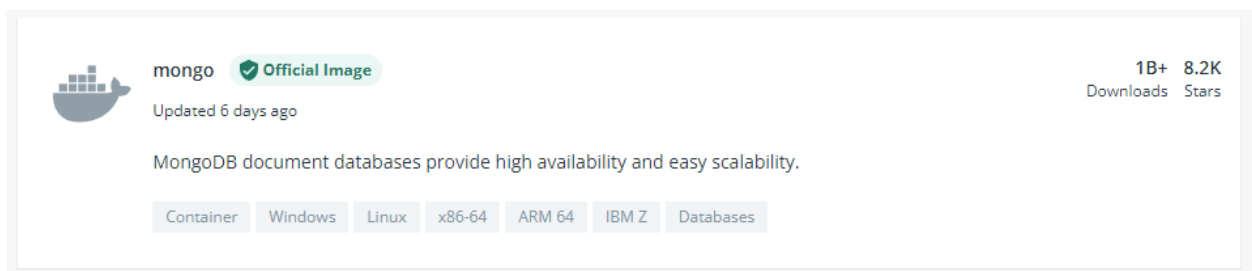 mongo Official Image 1B+ 8.2K
Updated 6 days ago Downloads Stars
MongoDB document databases provide high availability and easy scalability.
Container Windows Linux x86-64 ARM 64 IBM Z Databases